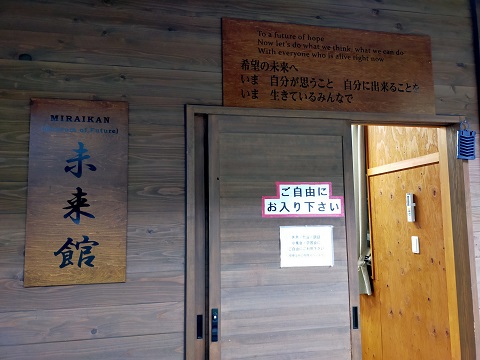 To a future of hope
Now let's do what we think, what we can do
With everyone who is alive right now
希望の未来へ
いま 自分が思うこと 自分に出来ることを
いま 生きているみんなで
MIRAIKAN
of Future)
未来館
ご自由に
お入り下さい